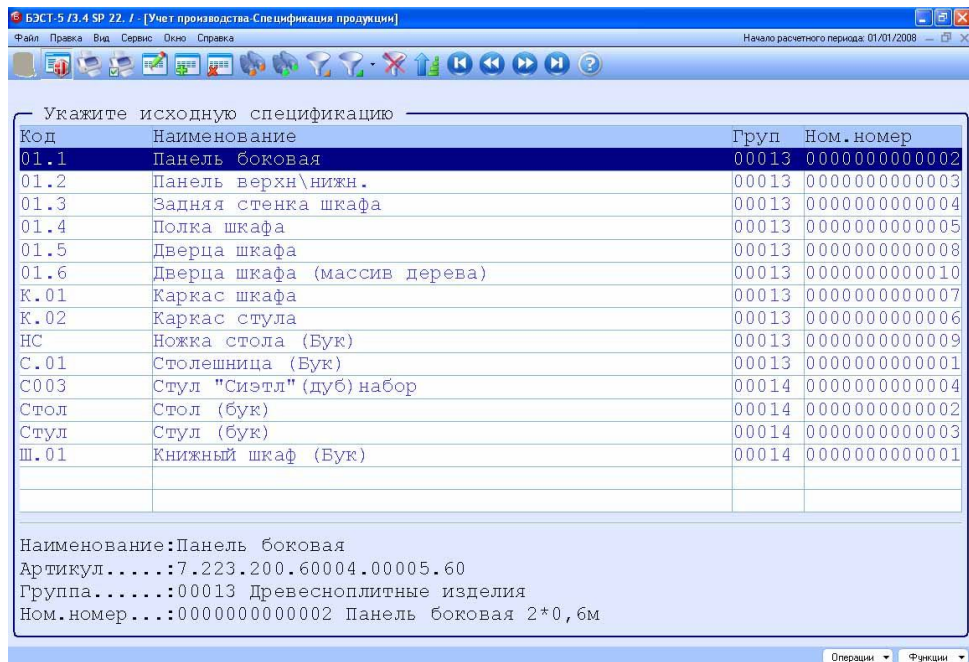 БЭСТ-5 /3.4 SP 22. / - [Учет производства-Спецификация продукции]
Файл Правка Вид Сервис Окно Справка Начало расчетного периода: 01/01/2008
Укажите исходную спецификацию
Код Наименование Груп Ном.номер
01.1 Панель боковая 00013 0000000000002
01.2 Панель верхн\нижн. 00013 0000000000003
01.3 Задняя стенка шкафа 00013 0000000000004
01.4 Полка шкафа 00013 0000000000005
01.5 Дверца шкафа 00013 0000000000008
01.6 Дверца шкафа (массив дерева) 00013 0000000000010
К.01 Каркас шкафа 00013 0000000000007
К.02 Каркас стула 00013 0000000000006
НС Ножка стола (Бук) 00013 0000000000009
С.01 Столешница (Бук) 00013 0000000000001
С003 Стул "Сиэтл"(дуб)набор 00014 0000000000004
Стол Стол (бук) 00014 0000000000002
Стул Стул (бук) 00014 0000000000003
Ш.01 Книжный шкаф (Бук) 00014 0000000000001
Наименование:Панель боковая
Артикул.....:7.223.200.60004.00005.60
Группа......:00013 Древесноплитные изделия
Ном.номер...:0000000000002 Панель боковая 2*0,6м
Операции Функции